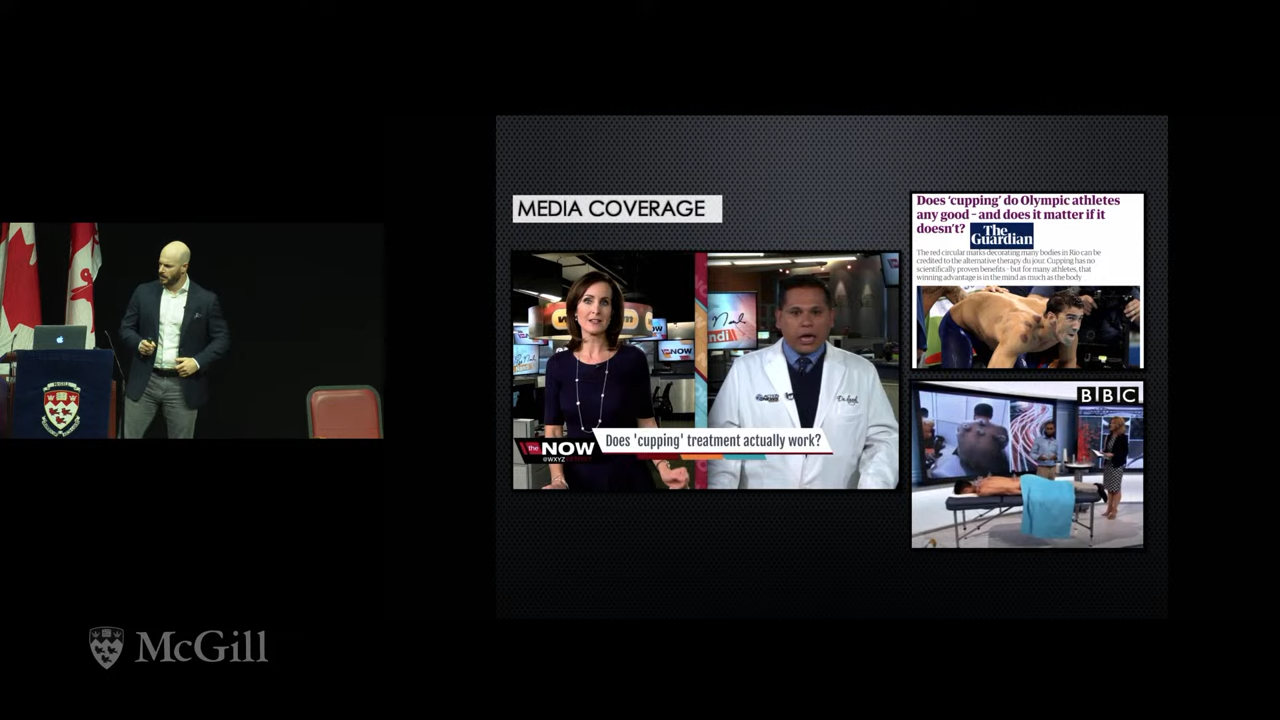 MEDIA COVERAGE
Does ‘cupping’ do Olympic athletes
any good – and does it matter if it
doesn’t?
The
Guardian
The red circular marks decorating many bodies in Rio can be
credited to the alternative therapy du jour. Cupping has no
scientifically proven benefits - but for many athletes, that
winning advantage is in the mind as much as the body
NOW
Does 'cupping' treatment actually work?
the NOW
@WXYZ
BBC
McGILL
McGill